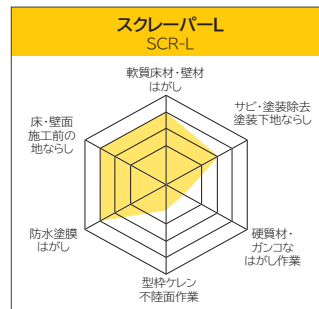 スクレーパーL
SCR-L
軟質床材・壁材
はがし
サビ・塗装除去
塗装下地ならし
床・壁面
施工前の
地ならし
防水塗膜
はがし
硬質材・
ガンコな
はがし作業
型枠ケレン
不陸面作業